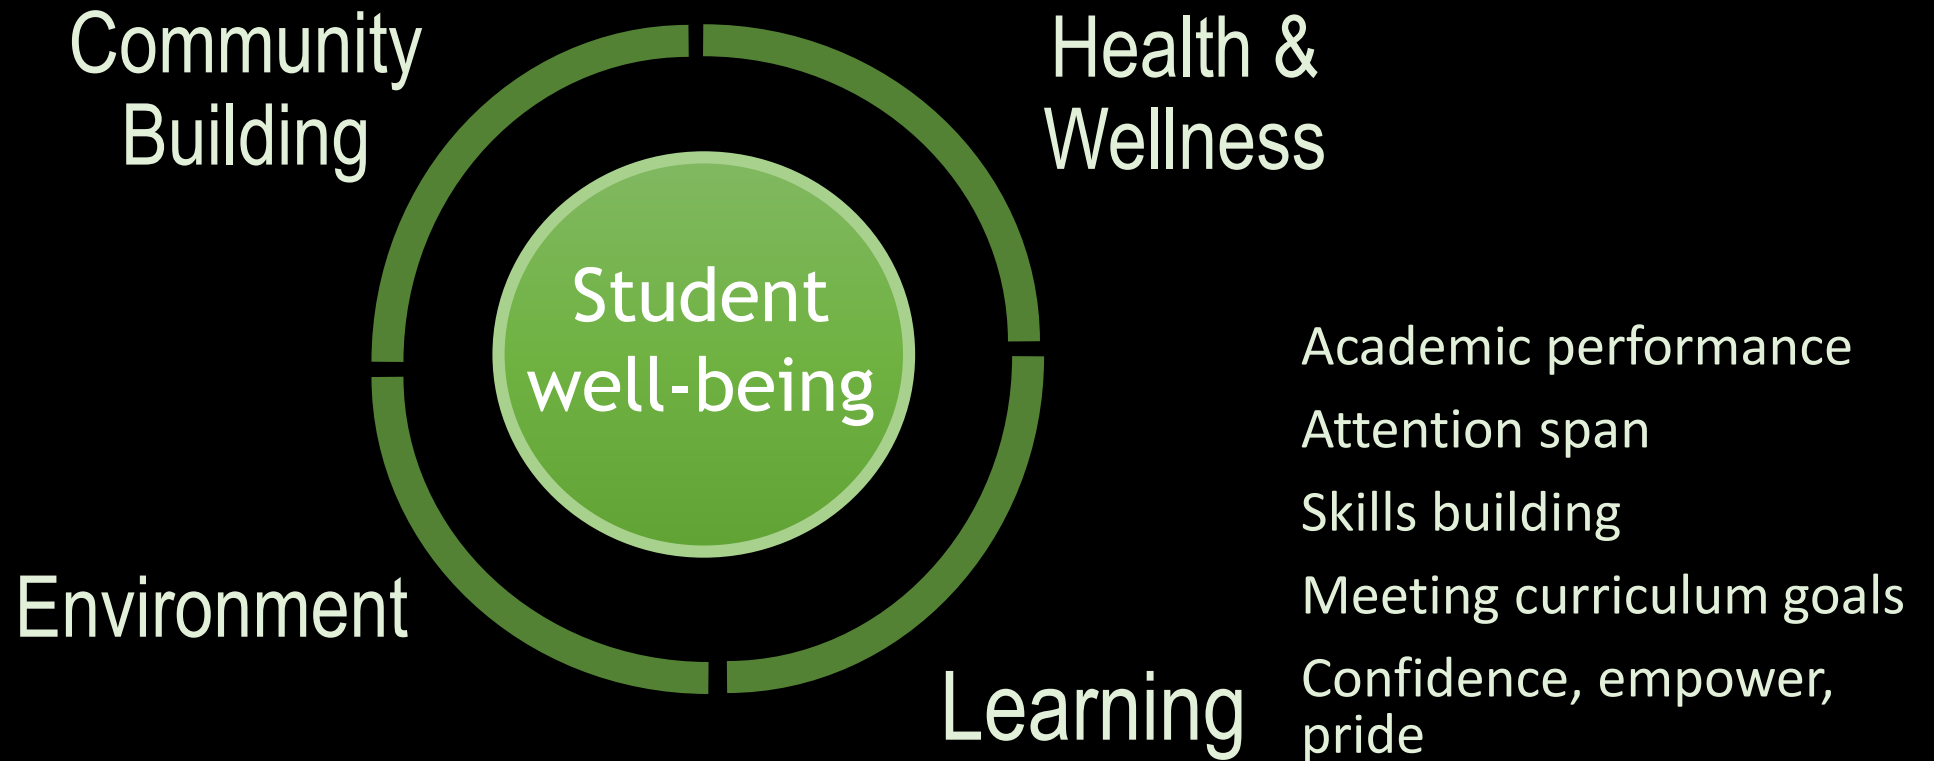 Community
Building
Health &
Wellness
Student
well-being
Environment
Learning
Academic performance
Attention span
Skills building
Meeting curriculum goals
Confidence, empower,
pride